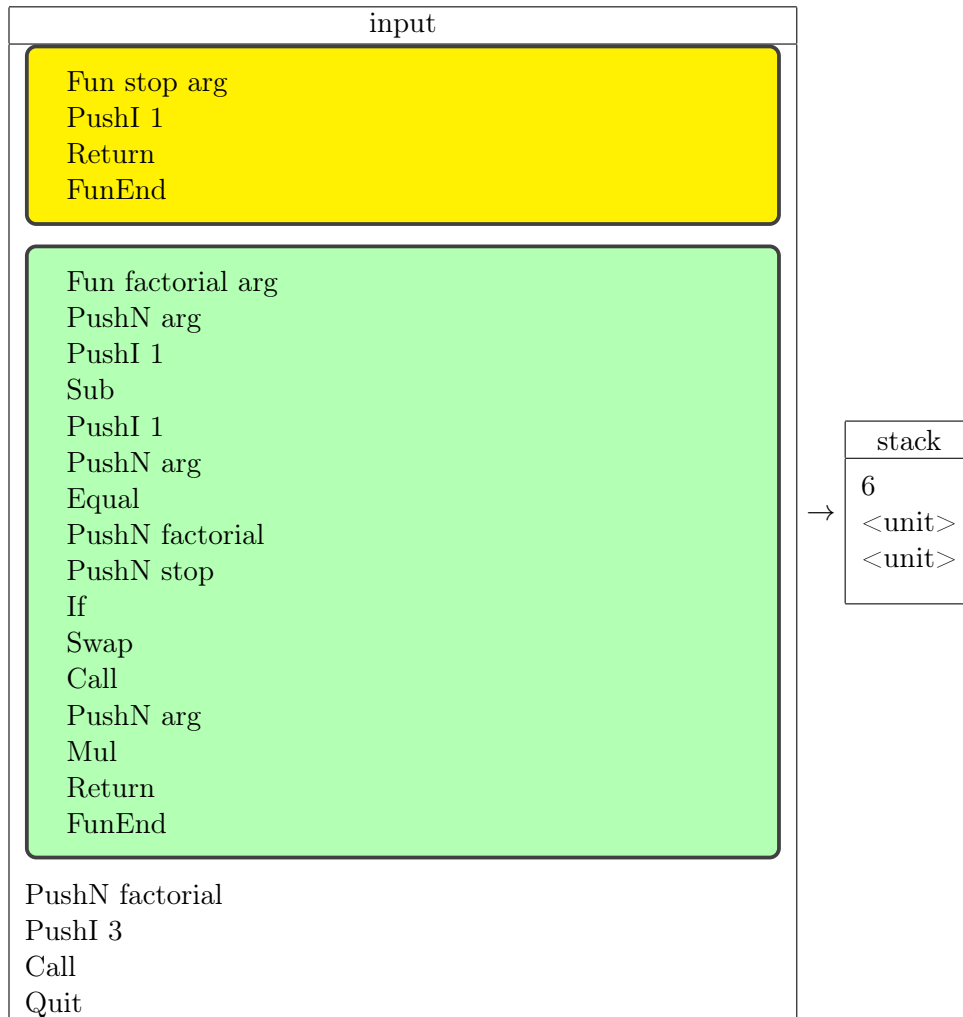 input
Fun stop arg
PushI 1
Return
FunEnd
Fun factorial arg
PushN arg
PushI 1
Sub
PushI 1
PushN arg
Equal
PushN factorial
PushN stop
If
Swap
Call
PushN arg
Mul
Return
FunEnd
PushN factorial
PushI 3
Call
Quit
→
stack
6
<unit>
<unit>